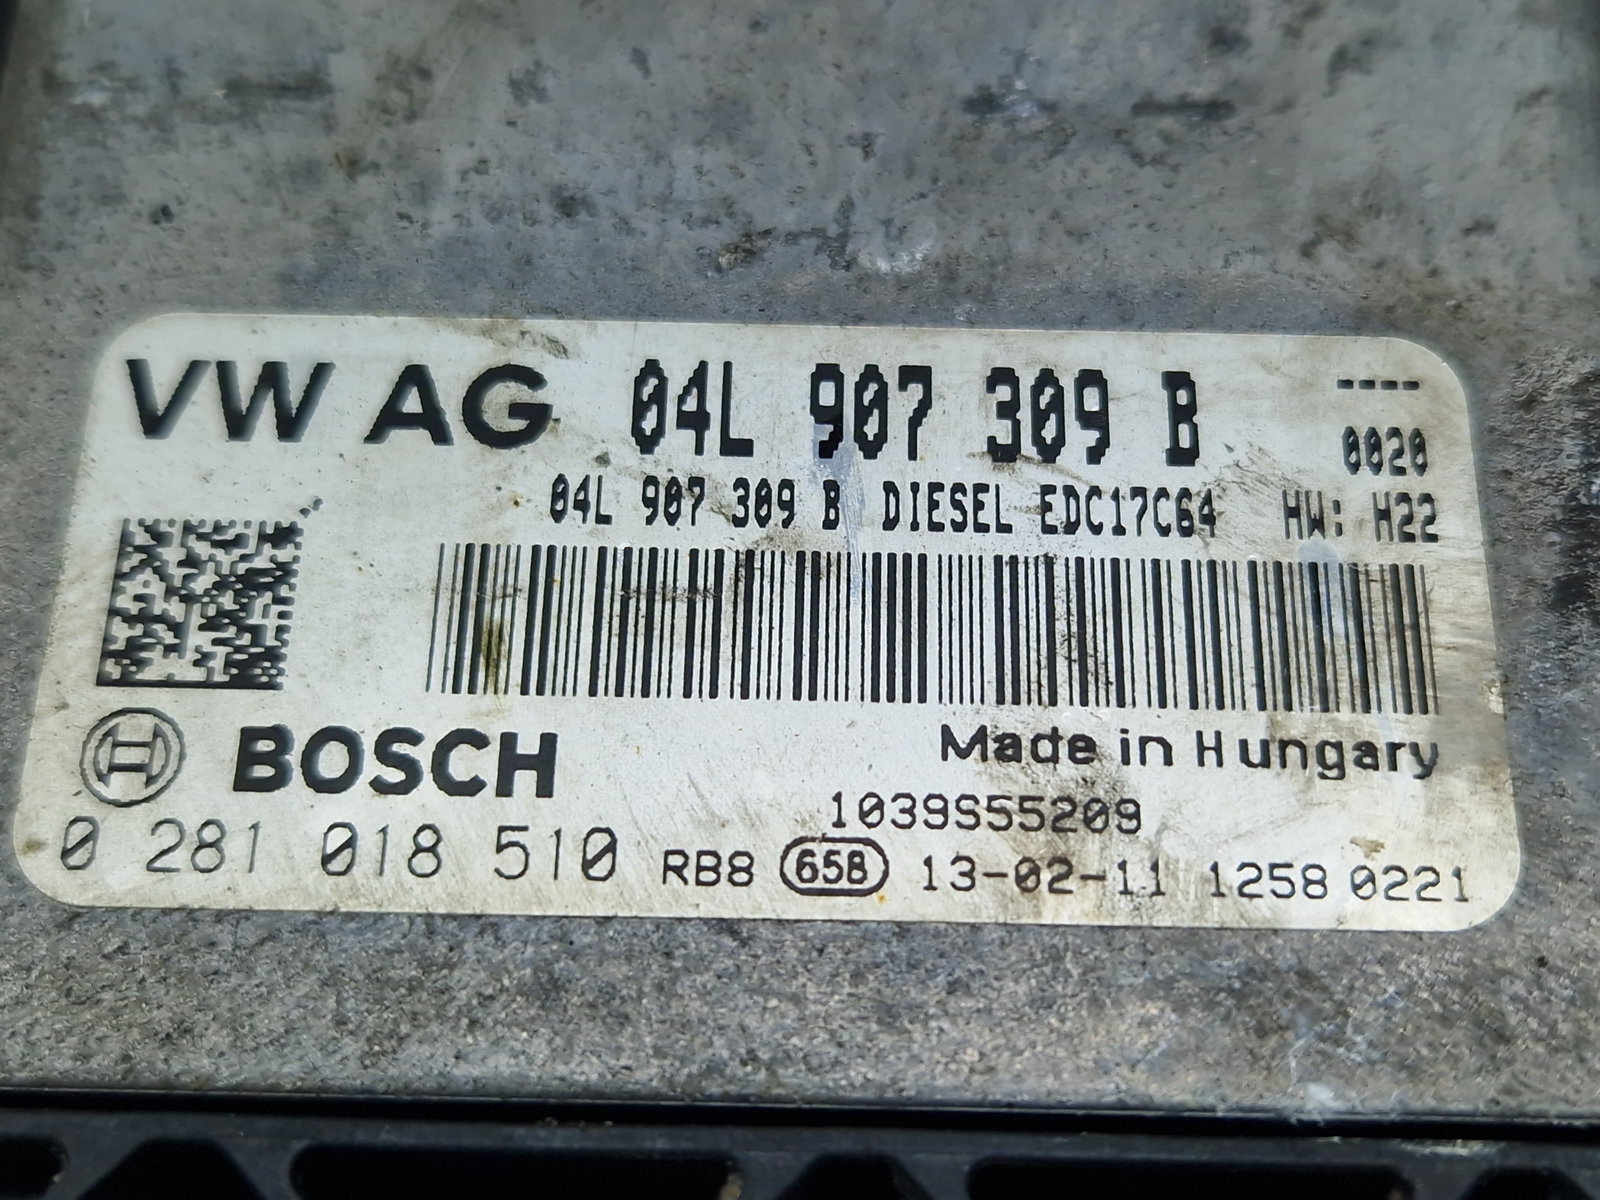 VW AG 04L 907 309 B ----
0020
04L 907 309 B DIESEL EDC17C64 HW: H22
BOSCH Made in Hungary
1039S55209
0 281 018 510 RB8 658 13-02-11 1258 0221